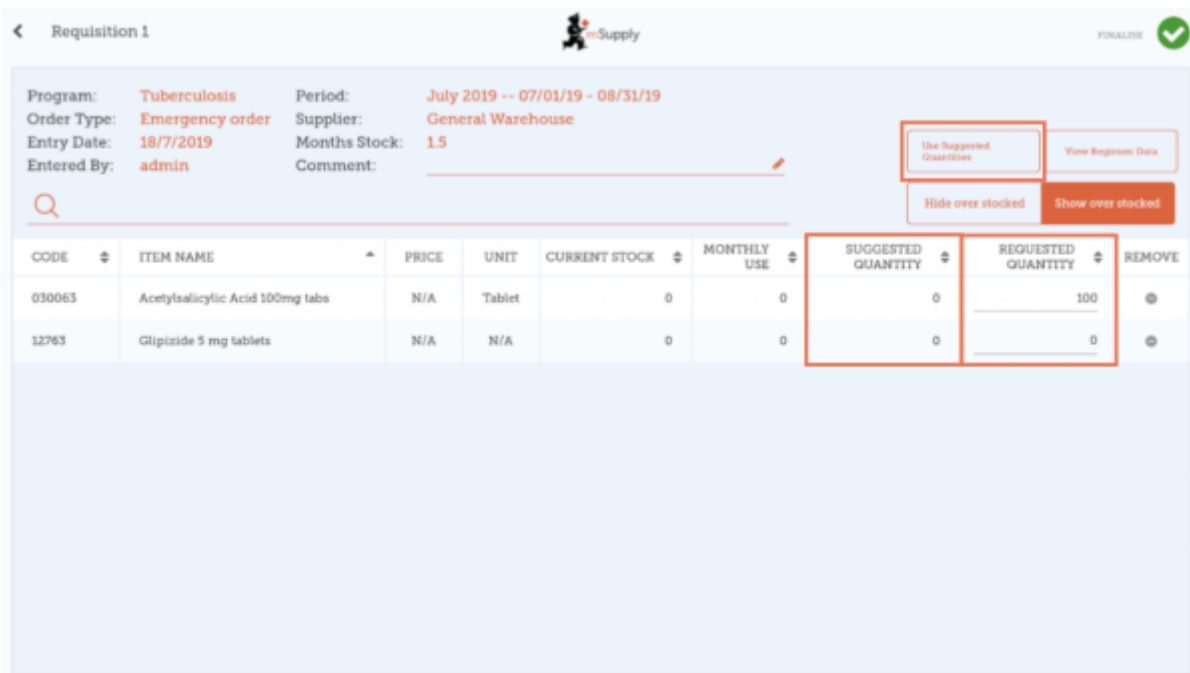 Requisition 1
mSupply
FINALISE
Program: Tuberculosis Period: July 2019 -- 07/01/19 - 08/31/19
Order Type: Emergency order Supplier: General Warehouse
Entry Date: 18/7/2019 Months Stock: 1.5
Entered By: admin Comment:
Use Suggested
Quantities
View Regimen Data
Hide over stocked Show over stocked
CODE ITEM NAME PRICE UNIT CURRENT STOCK MONTHLY USE SUGGESTED QUANTITY REQUESTED QUANTITY REMOVE
030063 Acetylsalicylic Acid 100mg tabs N/A Tablet 0 0 0 100
12763 Glipizide 5 mg tablets N/A N/A 0 0 0 0